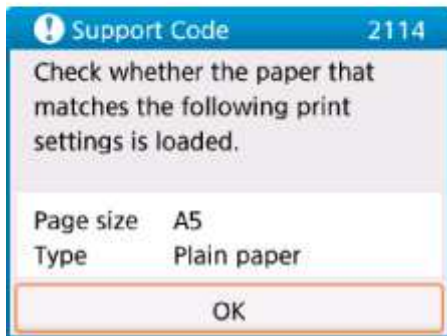 Support Code 2114
Check whether the paper that
matches the following print
settings is loaded.
Page size A5
Type Plain paper
OK